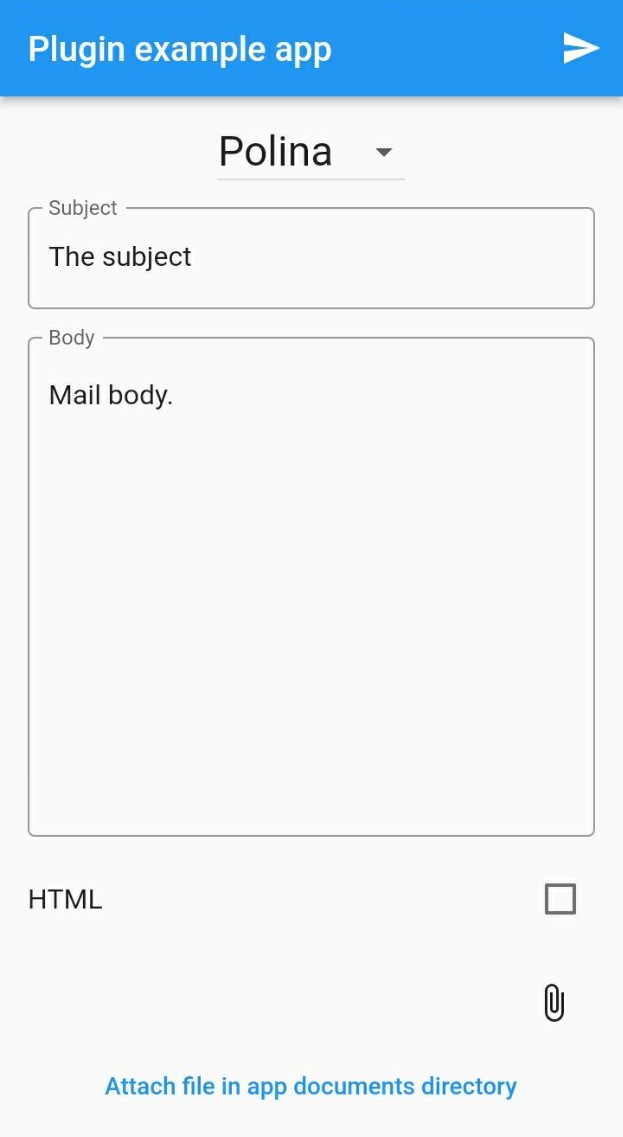 Plugin example app
Polina
Subject
The subject
Body
Mail body.
HTML
Attach file in app documents directory